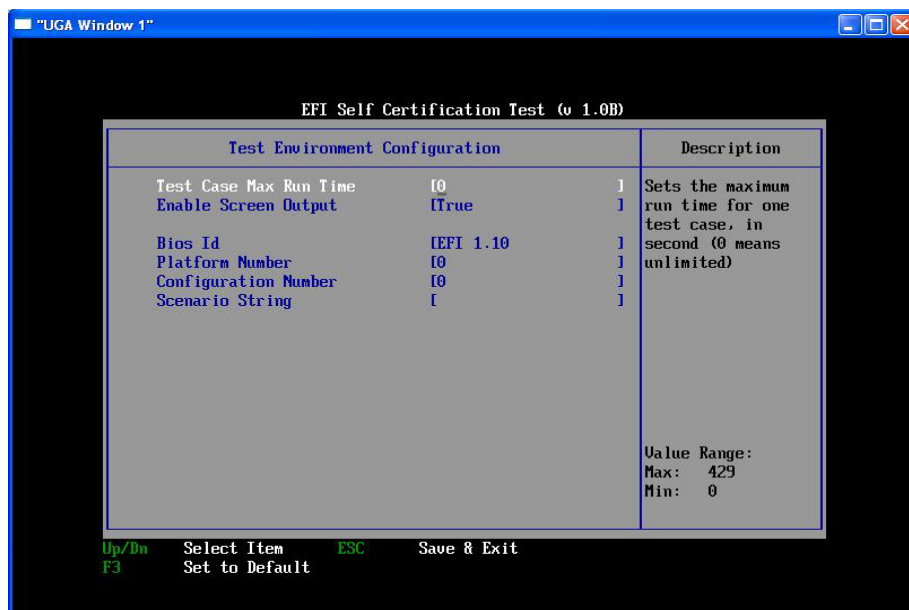 "UGA Window 1"
EFI Self Certification Test (v 1.0B)
Test Environment Configuration
Test Case Max Run Time [0 ]
Enable Screen Output [True ]
Bios Id [EFI 1.10 ]
Platform Number [0 ]
Configuration Number [0 ]
Scenario String [ ]
Description
Sets the maximum
run time for one
test case, in
second (0 means
unlimited)
Value Range:
Max: 429
Min: 0
Up/Dn Select Item ESC Save & Exit
F3 Set to Default